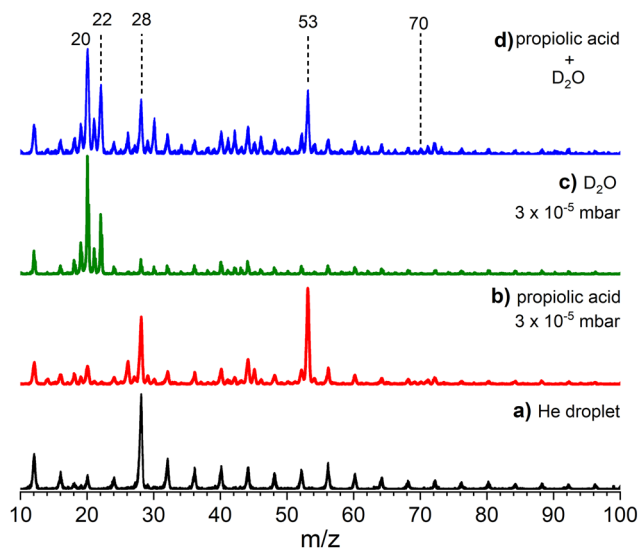 20
22
28
53
70
d) propiolic acid
+
D₂O
c) D₂O
3 x 10⁻⁵ mbar
b) propiolic acid
3 x 10⁻⁵ mbar
a) He droplet
10 20 30 40 50 60 70 80 90 100
m/z